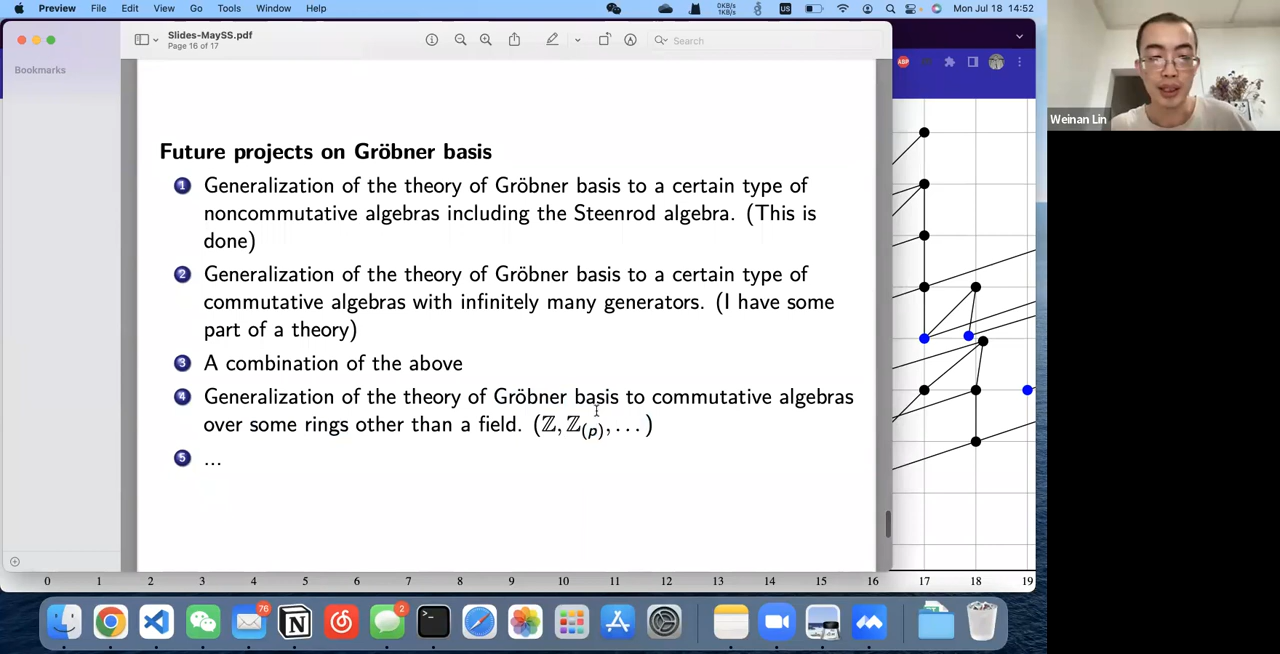 Preview File Edit View Go Tools Window Help
0KB/s
1KB/s
US
Mon Jul 18 14:52
Slides-MaySS.pdf
Page 16 of 17
Search
Bookmarks
ABP
Weinan Lin
Future projects on Gröbner basis
1 Generalization of the theory of Gröbner basis to a certain type of
noncommutative algebras including the Steenrod algebra. (This is
done)
2 Generalization of the theory of Gröbner basis to a certain type of
commutative algebras with infinitely many generators. (I have some
part of a theory)
3 A combination of the above
4 Generalization of the theory of Gröbner basis to commutative algebras
over some rings other than a field. (ℤ, ℤ(p), . . . )
5 ...
0 1 2 3 4 5 6 7 8 9 10 11 12 13 14 15 16 17 18 19
76
2